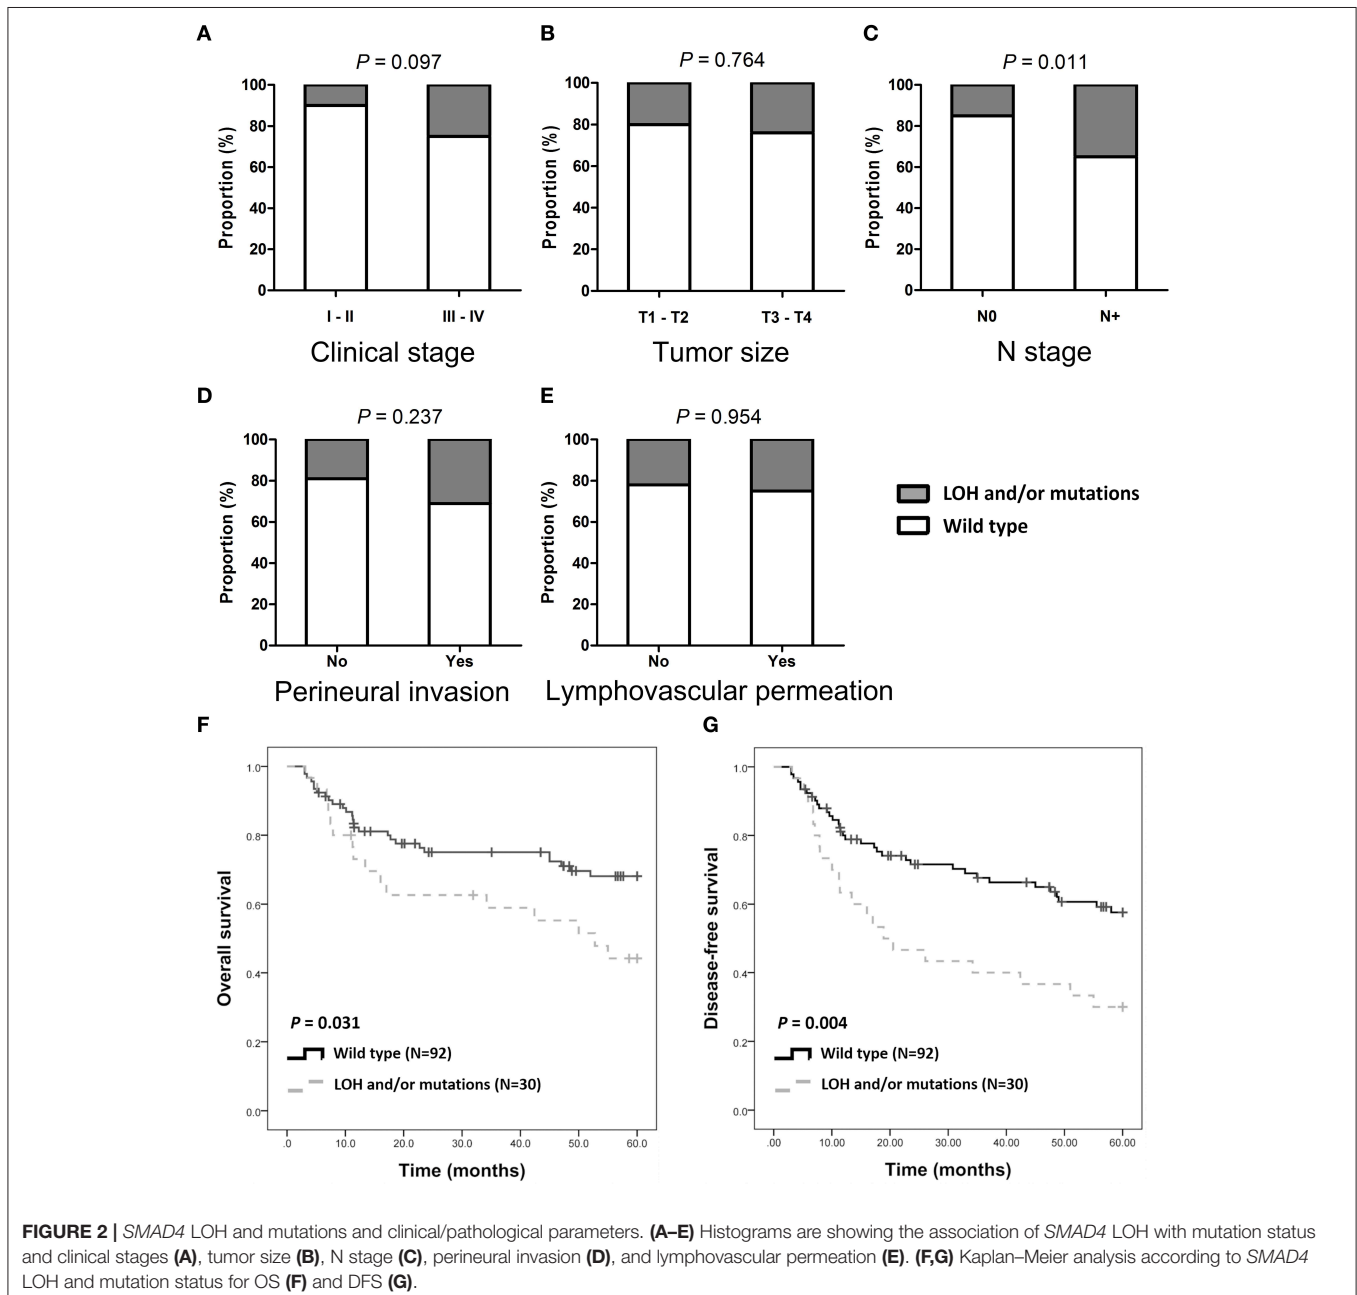 A
P = 0.097
100
80
60
40
20
0
Proportion (%)
I - II III - IV
Clinical stage
B
P = 0.764
100
80
60
40
20
0
Proportion (%)
T1 - T2 T3 - T4
Tumor size
C
P = 0.011
100
80
60
40
20
0
Proportion (%)
N0 N+
N stage
D
P = 0.237
100
80
60
40
20
0
Proportion (%)
No Yes
Perineural invasion
E
P = 0.954
100
80
60
40
20
0
Proportion (%)
No Yes
Lymphovascular permeation
LOH and/or mutations
Wild type
F
1.0
0.8
0.6
0.4
0.2
0.0
Overall survival
P = 0.031
Wild type (N=92)
LOH and/or mutations (N=30)
.0 10.0 20.0 30.0 40.0 50.0 60.0
Time (months)
G
1.0
0.8
0.6
0.4
0.2
0.0
Disease-free survival
P = 0.004
Wild type (N=92)
LOH and/or mutations (N=30)
.00 10.00 20.00 30.00 40.00 50.00 60.00
Time (months)
FIGURE 2 | SMAD4 LOH and mutations and clinical/pathological parameters. (A–E) Histograms are showing the association of SMAD4 LOH with mutation status
and clinical stages (A), tumor size (B), N stage (C), perineural invasion (D), and lymphovascular permeation (E). (F,G) Kaplan–Meier analysis according to SMAD4
LOH and mutation status for OS (F) and DFS (G).